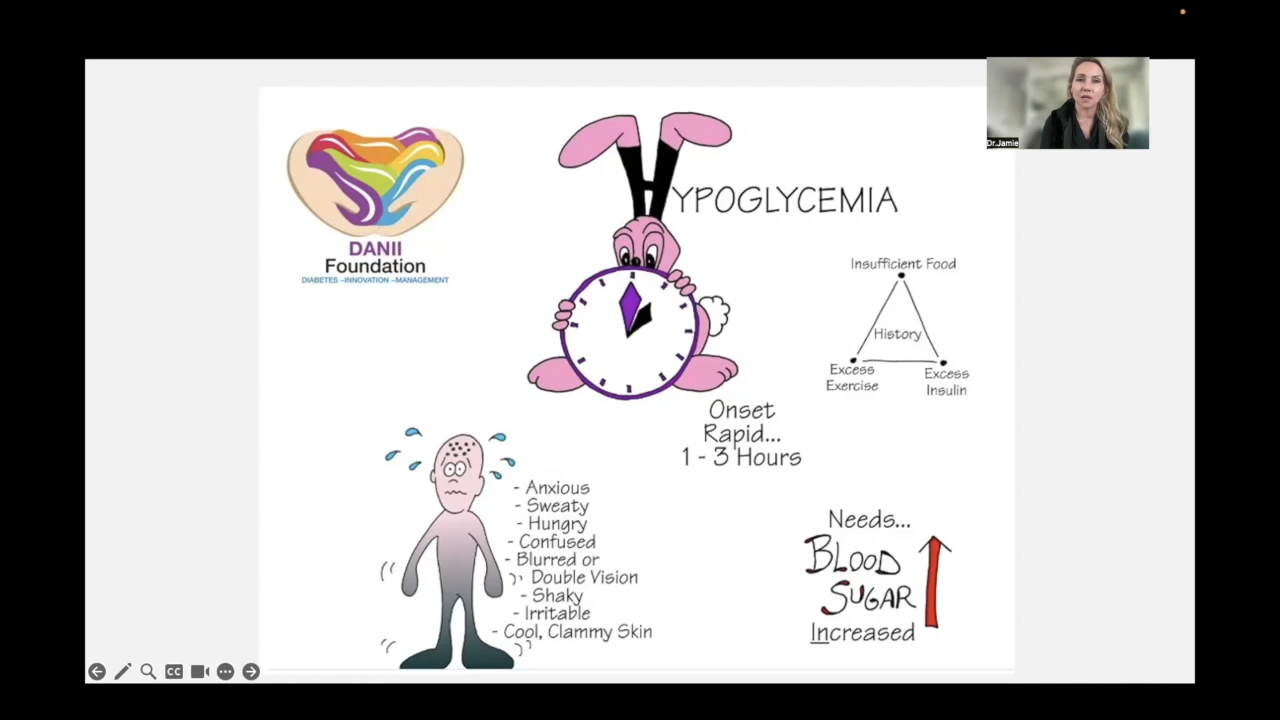 Dr.Jamie
DANII
Foundation
DIABETES –INNOVATION –MANAGEMENT
HYPOGLYCEMIA
Insufficient Food
History
Excess
Exercise
Excess
Insulin
Onset
Rapid...
1 - 3 Hours
- Anxious
- Sweaty
- Hungry
- Confused
- Blurred or
Double Vision
- Shaky
- Irritable
- Cool, Clammy Skin
Needs...
BLOOD
SUGAR
Increased
CC